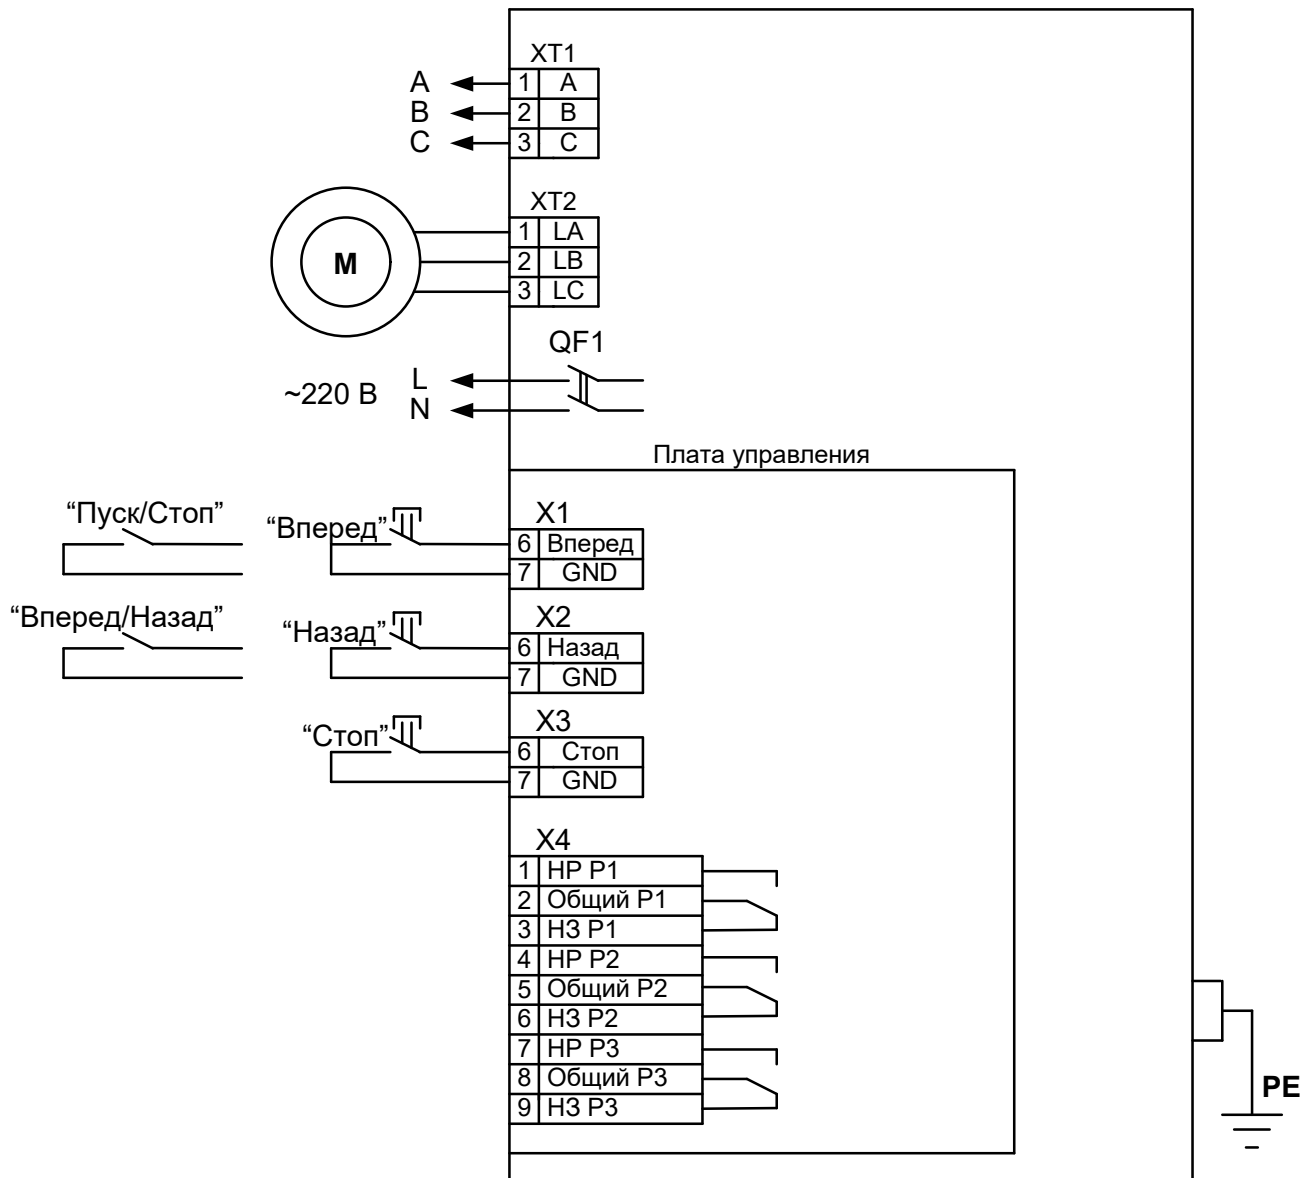 XT1
A 1 A
B 2 B
C 3 C
XT2
M
1 LA
2 LB
3 LC
QF1
~220 В
L
N
Плата управления
“Пуск/Стоп”
“Вперед”
X1
6 Вперед
7 GND
“Вперед/Назад”
“Назад”
X2
6 Назад
7 GND
“Стоп”
X3
6 Стоп
7 GND
X4
1 НР Р1
2 Общий Р1
3 НЗ Р1
4 НР Р2
5 Общий Р2
6 НЗ Р2
7 НР Р3
8 Общий Р3
9 НЗ Р3
PE